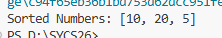 Sorted Numbers: [10, 20, 5]
PS D:\SYCS26>